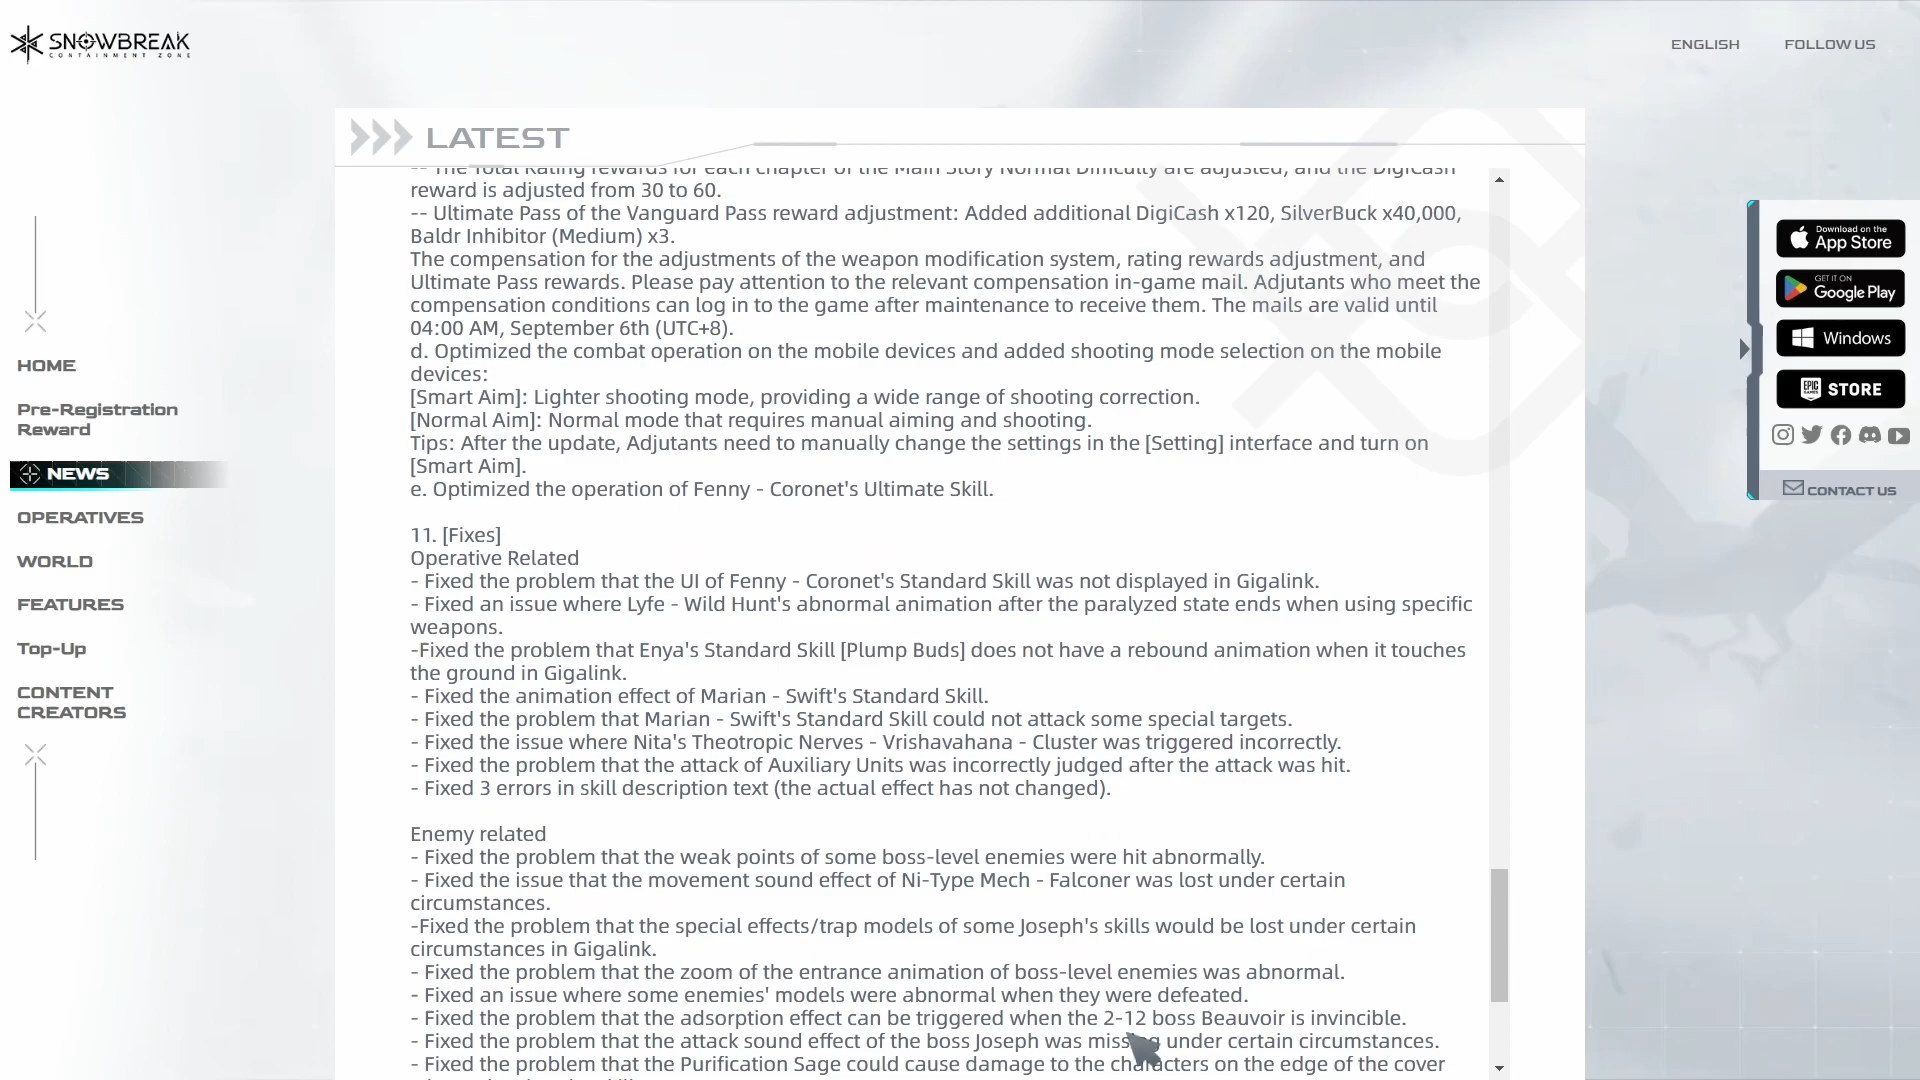 SNOWBREAK
CONTAINMENT ZONE
ENGLISH
FOLLOW US
LATEST
-- The Total Rating rewards for each chapter of the Main Story Normal Difficulty are adjusted, and the DigiCash
reward is adjusted from 30 to 60.
-- Ultimate Pass of the Vanguard Pass reward adjustment: Added additional DigiCash x120, SilverBuck x40,000,
Baldr Inhibitor (Medium) x3.
The compensation for the adjustments of the weapon modification system, rating rewards adjustment, and
Ultimate Pass rewards. Please pay attention to the relevant compensation in-game mail. Adjutants who meet the
compensation conditions can log in to the game after maintenance to receive them. The mails are valid until
04:00 AM, September 6th (UTC+8).
d. Optimized the combat operation on the mobile devices and added shooting mode selection on the mobile
devices:
[Smart Aim]: Lighter shooting mode, providing a wide range of shooting correction.
[Normal Aim]: Normal mode that requires manual aiming and shooting.
Tips: After the update, Adjutants need to manually change the settings in the [Setting] interface and turn on
[Smart Aim].
e. Optimized the operation of Fenny - Coronet's Ultimate Skill.
11. [Fixes]
Operative Related
- Fixed the problem that the UI of Fenny - Coronet's Standard Skill was not displayed in Gigalink.
- Fixed an issue where Lyfe - Wild Hunt's abnormal animation after the paralyzed state ends when using specific
weapons.
-Fixed the problem that Enya's Standard Skill [Plump Buds] does not have a rebound animation when it touches
the ground in Gigalink.
- Fixed the animation effect of Marian - Swift's Standard Skill.
- Fixed the problem that Marian - Swift's Standard Skill could not attack some special targets.
- Fixed the issue where Nita's Theotropic Nerves - Vrishavahana - Cluster was triggered incorrectly.
- Fixed the problem that the attack of Auxiliary Units was incorrectly judged after the attack was hit.
- Fixed 3 errors in skill description text (the actual effect has not changed).
Enemy related
- Fixed the problem that the weak points of some boss-level enemies were hit abnormally.
- Fixed the issue that the movement sound effect of Ni-Type Mech - Falconer was lost under certain
circumstances.
-Fixed the problem that the special effects/trap models of some Joseph's skills would be lost under certain
circumstances in Gigalink.
- Fixed the problem that the zoom of the entrance animation of boss-level enemies was abnormal.
- Fixed an issue where some enemies' models were abnormal when they were defeated.
- Fixed the problem that the adsorption effect can be triggered when the 2-12 boss Beauvoir is invincible.
- Fixed the problem that the attack sound effect of the boss Joseph was missing under certain circumstances.
- Fixed the problem that the Purification Sage could cause damage to the characters on the edge of the cover
HOME
Pre-Registration
Reward
NEWS
OPERATIVES
WORLD
FEATURES
Top-Up
CONTENT
CREATORS
Download on the
App Store
GET IT ON
Google Play
Windows
EPIC
GAMES
STORE
CONTACT US